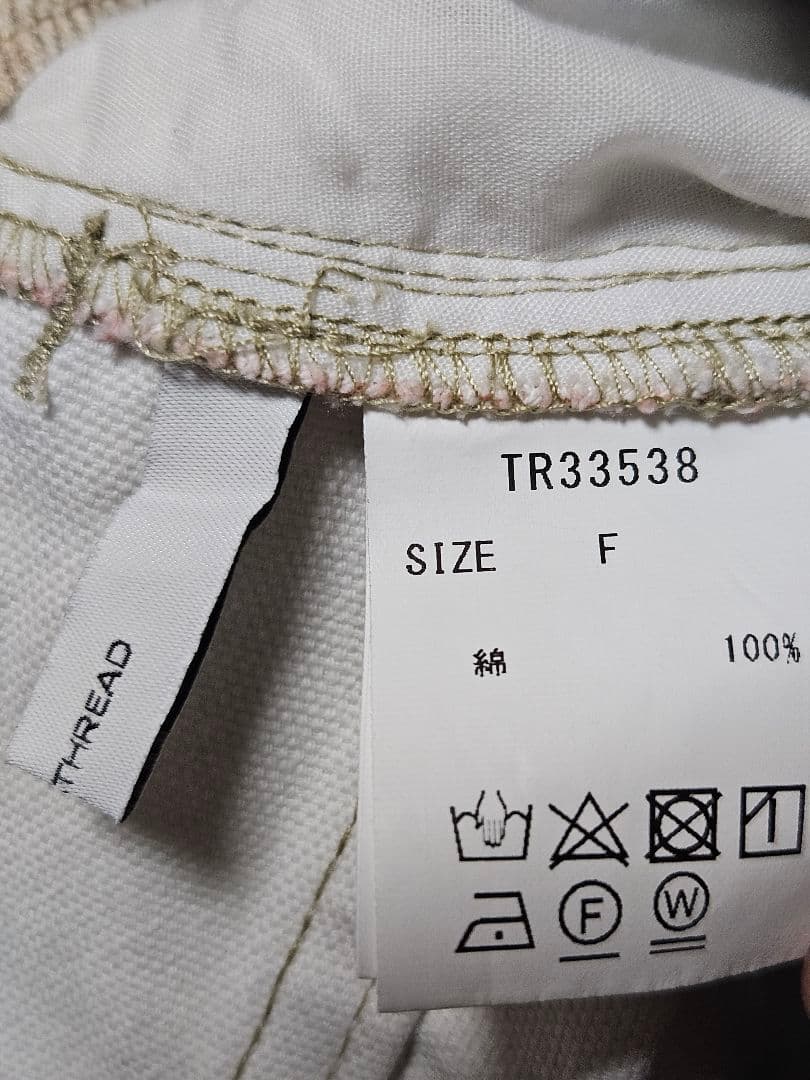 TR33538
SIZE F
綿 100%
THREAD
F W